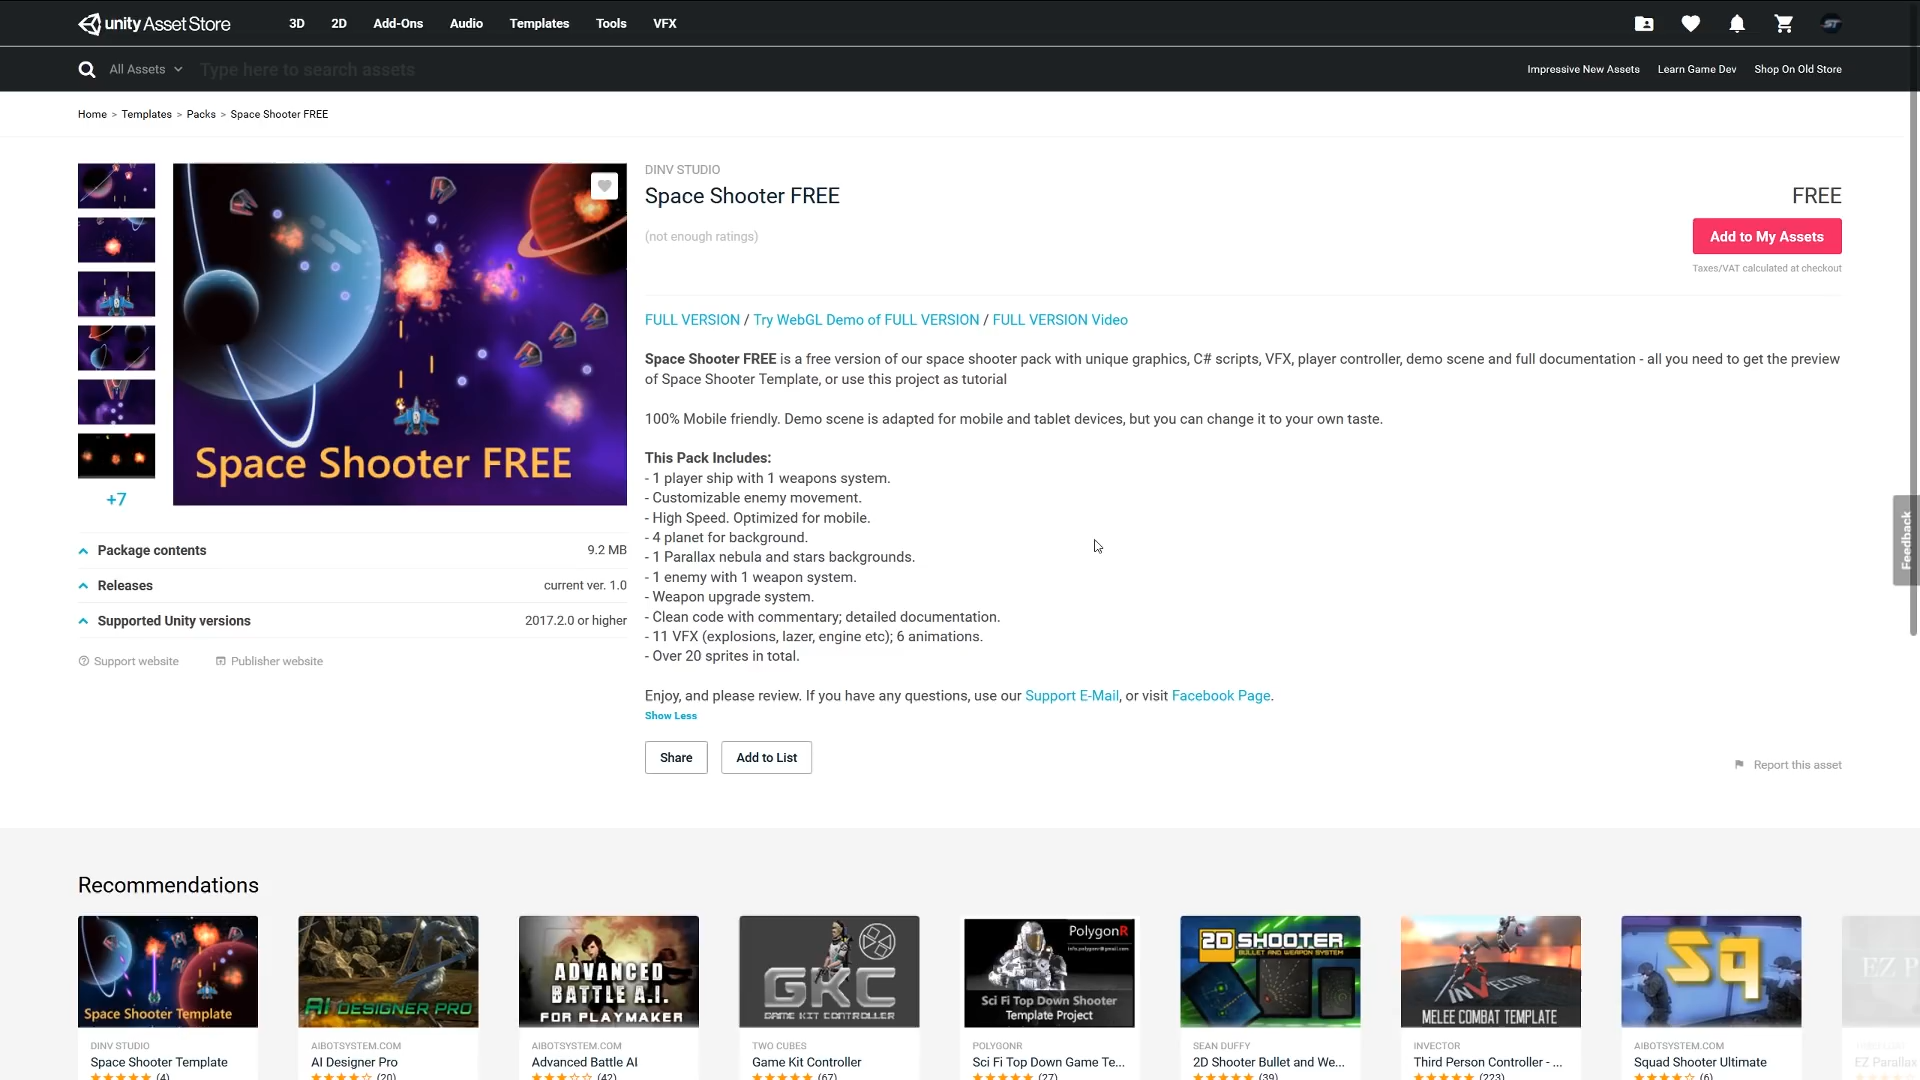 unity Asset Store
3D 2D Add-Ons Audio Templates Tools VFX
All Assets Type here to search assets
Impressive New Assets Learn Game Dev Shop On Old Store
Home > Templates > Packs > Space Shooter FREE
Space Shooter FREE
+7
Package contents 9.2 MB
Releases current ver. 1.0
Supported Unity versions 2017.2.0 or higher
Support website Publisher website
DINV STUDIO
Space Shooter FREE
(not enough ratings)
FREE
Add to My Assets
Taxes/VAT calculated at checkout
FULL VERSION / Try WebGL Demo of FULL VERSION / FULL VERSION Video
Space Shooter FREE is a free version of our space shooter pack with unique graphics, C# scripts, VFX, player controller, demo scene and full documentation - all you need to get the preview
of Space Shooter Template, or use this project as tutorial
100% Mobile friendly. Demo scene is adapted for mobile and tablet devices, but you can change it to your own taste.
This Pack Includes:
- 1 player ship with 1 weapons system.
- Customizable enemy movement.
- High Speed. Optimized for mobile.
- 4 planet for background.
- 1 Parallax nebula and stars backgrounds.
- 1 enemy with 1 weapon system.
- Weapon upgrade system.
- Clean code with commentary; detailed documentation.
- 11 VFX (explosions, lazer, engine etc); 6 animations.
- Over 20 sprites in total.
Enjoy, and please review. If you have any questions, use our Support E-Mail, or visit Facebook Page.
Show Less
Share Add to List
Report this asset
Feedback
Recommendations
Space Shooter Template
DINV STUDIO
Space Shooter Template
(4)
AI DESIGNER PRO
AIBOTSYSTEM.COM
AI Designer Pro
(20)
ADVANCED
BATTLE A.I.
FOR PLAYMAKER
AIBOTSYSTEM.COM
Advanced Battle AI
(42)
GKC
GAME KIT CONTROLLER
TWO CUBES
Game Kit Controller
(67)
PolygonR
Sci Fi Top Down Shooter
Template Project
POLYGONR
Sci Fi Top Down Game Te...
(27)
2D SHOOTER
BULLET AND WEAPON SYSTEM
SEAN DUFFY
2D Shooter Bullet and We...
(39)
INVECTOR
MELEE COMBAT TEMPLATE
INVECTOR
Third Person Controller - ...
(223)
Sq
AIBOTSYSTEM.COM
Squad Shooter Ultimate
(6)
EZ P
EZ Parallax